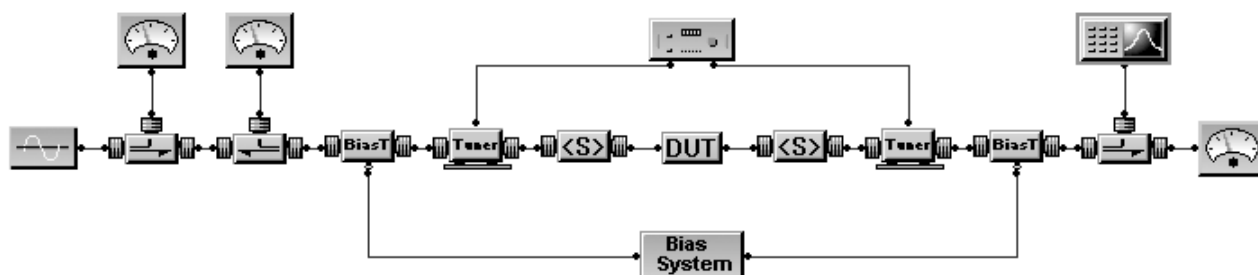 BiasT
Tuner
<S>
DUT
<S>
Tuner
BiasT
Bias
System